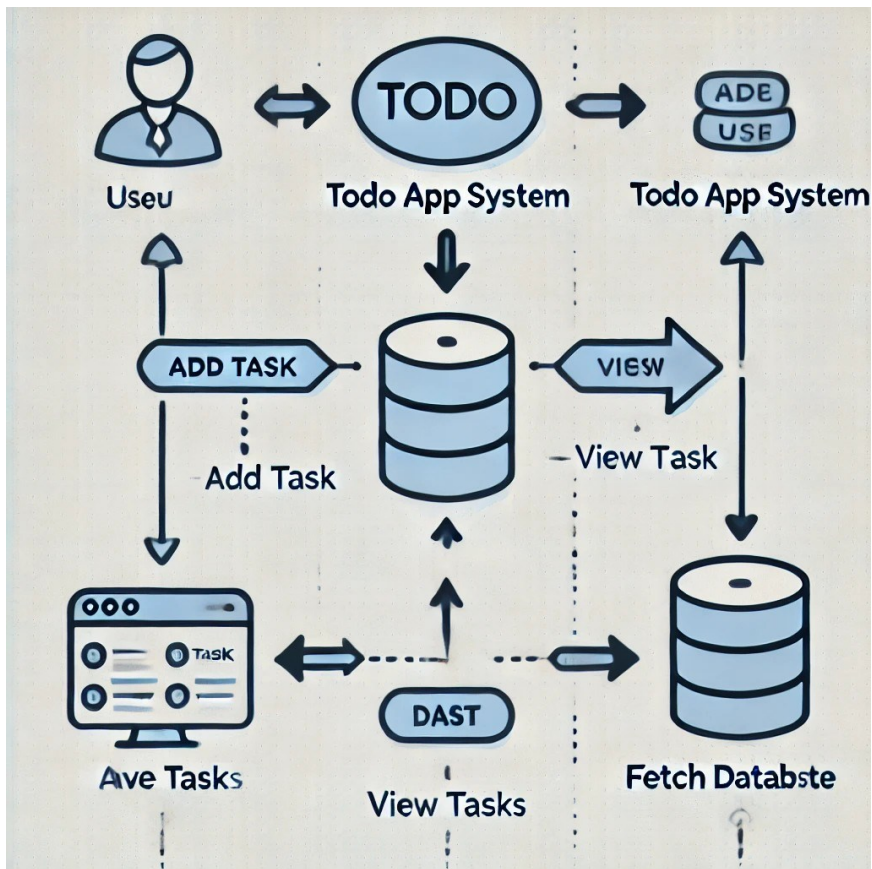 TODO
ADE
USE
Useu
Todo App System
Todo App System
ADD TASK
VIEW
Add Task
View Task
TASK
DAST
Ave Tasks
View Tasks
Fetch Databste